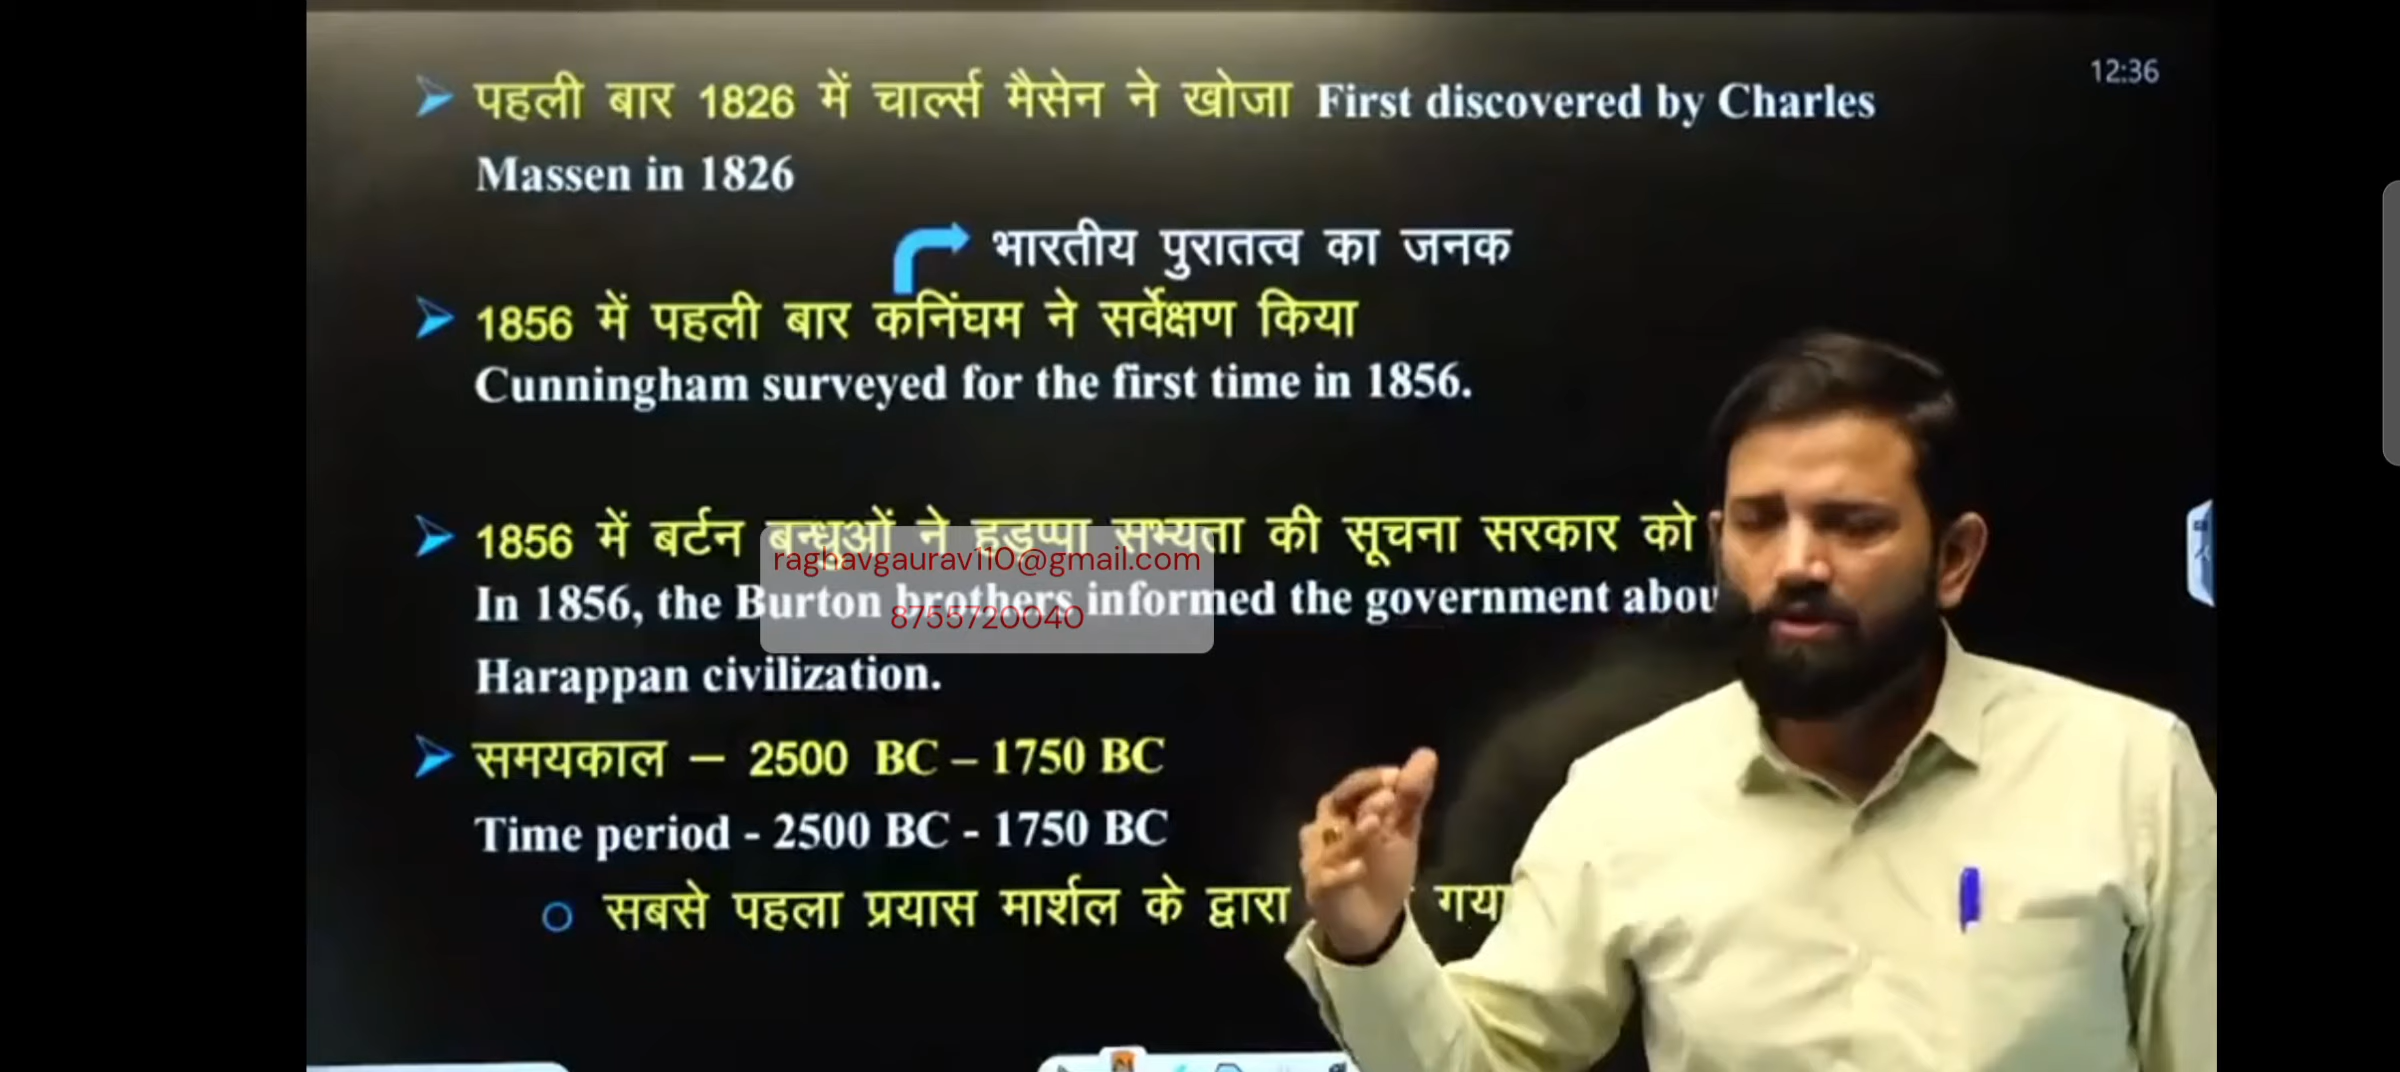 12:36
पहली बार 1826 में चार्ल्स मैसेन ने खोजा First discovered by Charles
Massen in 1826
भारतीय पुरातत्व का जनक
1856 में पहली बार कनिंघम ने सर्वेक्षण किया
Cunningham surveyed for the first time in 1856.
1856 में बर्टन बन्धुओं ने हड़प्पा सभ्यता की सूचना सरकार को
raghavgaurav110@gmail.com
In 1856, the Burton brothers informed the government abou
8755720040
Harappan civilization.
समयकाल – 2500 BC – 1750 BC
Time period - 2500 BC - 1750 BC
सबसे पहला प्रयास मार्शल के द्वारा गया